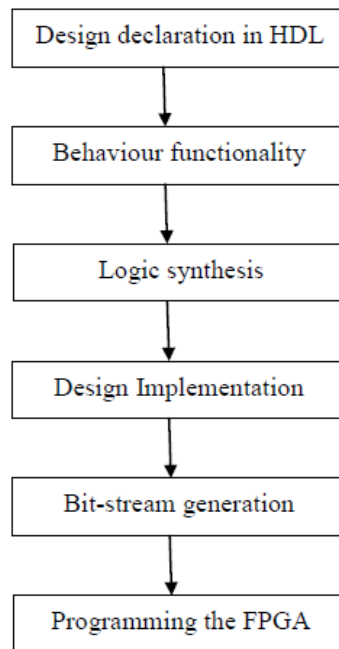 Design declaration in HDL
Behaviour functionality
Logic synthesis
Design Implementation
Bit-stream generation
Programming the FPGA